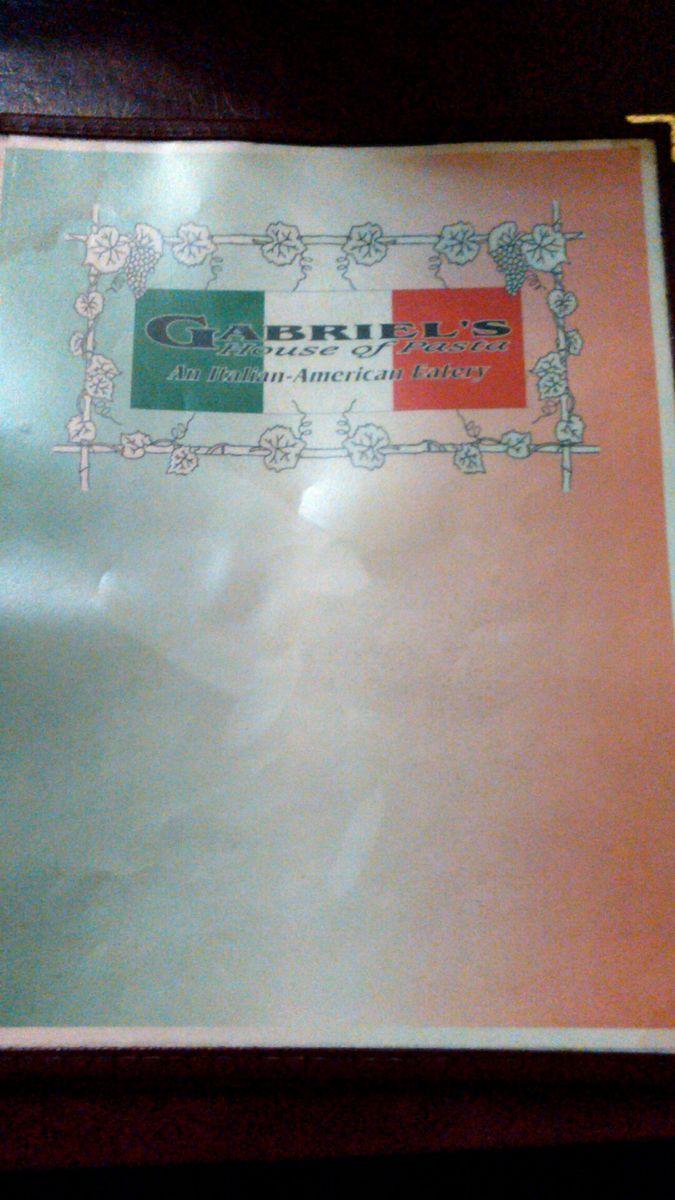 GABRIEL'S
House of Pasta
An Italian-American Eatery